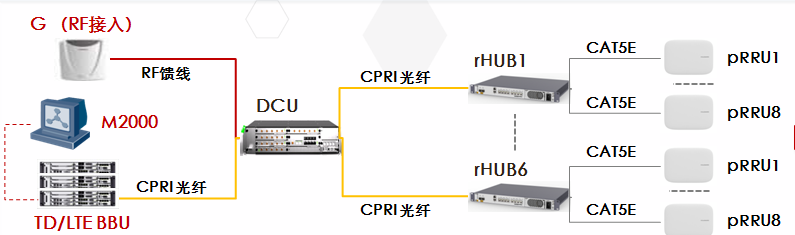 G （RF接入）
RF馈线
M2000
CPRI光纤
TD/LTE BBU
DCU
CPRI光纤
CPRI光纤
rHUB1
rHUB6
CAT5E
pRRU1
CAT5E
pRRU8
CAT5E
pRRU1
CAT5E
pRRU8